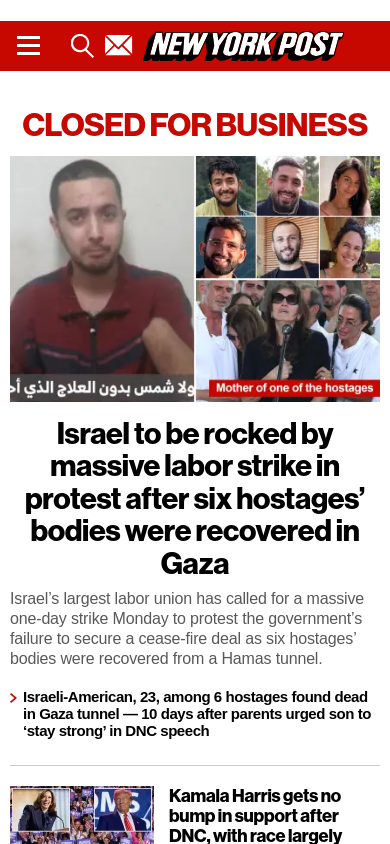 NEW YORK POST
CLOSED FOR BUSINESS
ولا شمس بدون العلاج الذي أح
Mother of one of the hostages
Israel to be rocked by
massive labor strike in
protest after six hostages’
bodies were recovered in
Gaza
Israel’s largest labor union has called for a massive
one-day strike Monday to protest the government’s
failure to secure a cease-fire deal as six hostages’
bodies were recovered from a Hamas tunnel.
Israeli-American, 23, among 6 hostages found dead
in Gaza tunnel — 10 days after parents urged son to
‘stay strong’ in DNC speech
Kamala Harris gets no
bump in support after
DNC, with race largely